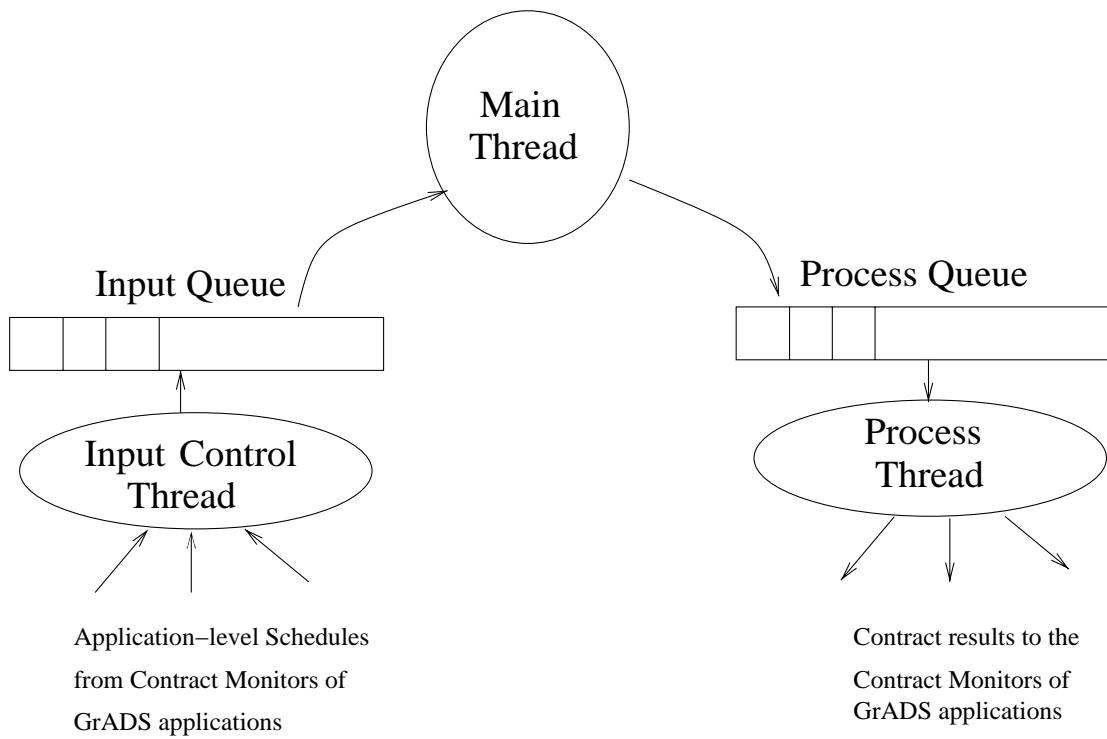 Main
Thread
Input Queue
Process Queue
Input Control
Thread
Process
Thread
Application−level Schedules
from Contract Monitors of
GrADS applications
Contract results to the
Contract Monitors of
GrADS applications